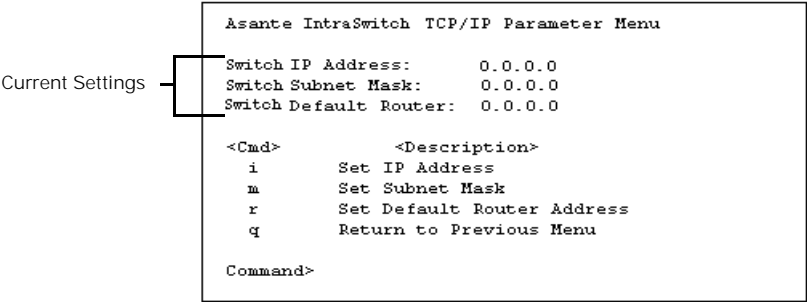 Asante IntraSwitch TCP/IP Parameter Menu
Current Settings
Switch IP Address: 0.0.0.0
Switch Subnet Mask: 0.0.0.0
Switch Default Router: 0.0.0.0
<Cmd> <Description>
i Set IP Address
m Set Subnet Mask
r Set Default Router Address
q Return to Previous Menu
Command>